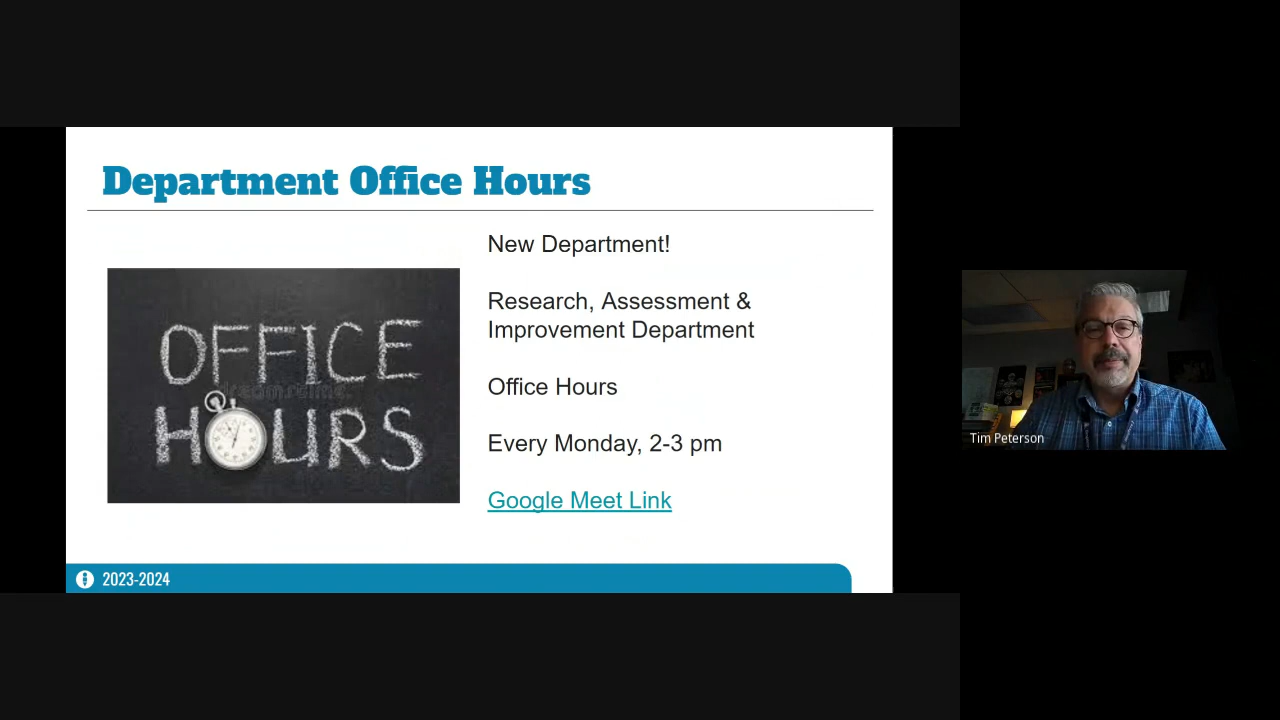 Department Office Hours
New Department!
Research, Assessment &
Improvement Department
Office Hours
Every Monday, 2-3 pm
Google Meet Link
OFFICE
HOURS
2023-2024
Tim Peterson